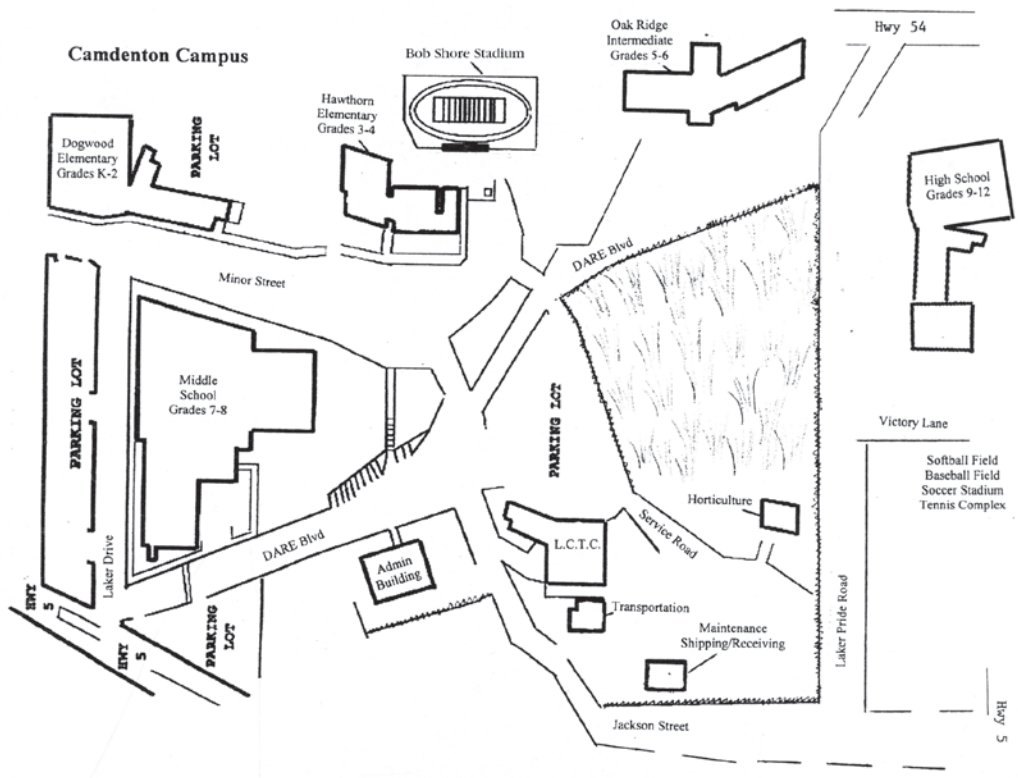 Camdenton Campus
Bob Shore Stadium
Oak Ridge
Intermediate
Grades 5-6
Hwy 54
Hawthorn
Elementary
Grades 3-4
Dogwood
Elementary
Grades K-2
PARKING
LOT
High School
Grades 9-12
DARE Blvd
Minor Street
PARKING LOT
Middle
School
Grades 7-8
PARKING LOT
Victory Lane
Softball Field
Baseball Field
Soccer Stadium
Tennis Complex
Horticulture
Service Road
L.C.T.C.
DARE Blvd
Admin
Building
Laker Drive
HWY
5
HWY
5
PARKING
LOT
Transportation
Maintenance
Shipping/Receiving
Laker Pride Road
Jackson Street
Hwy 5